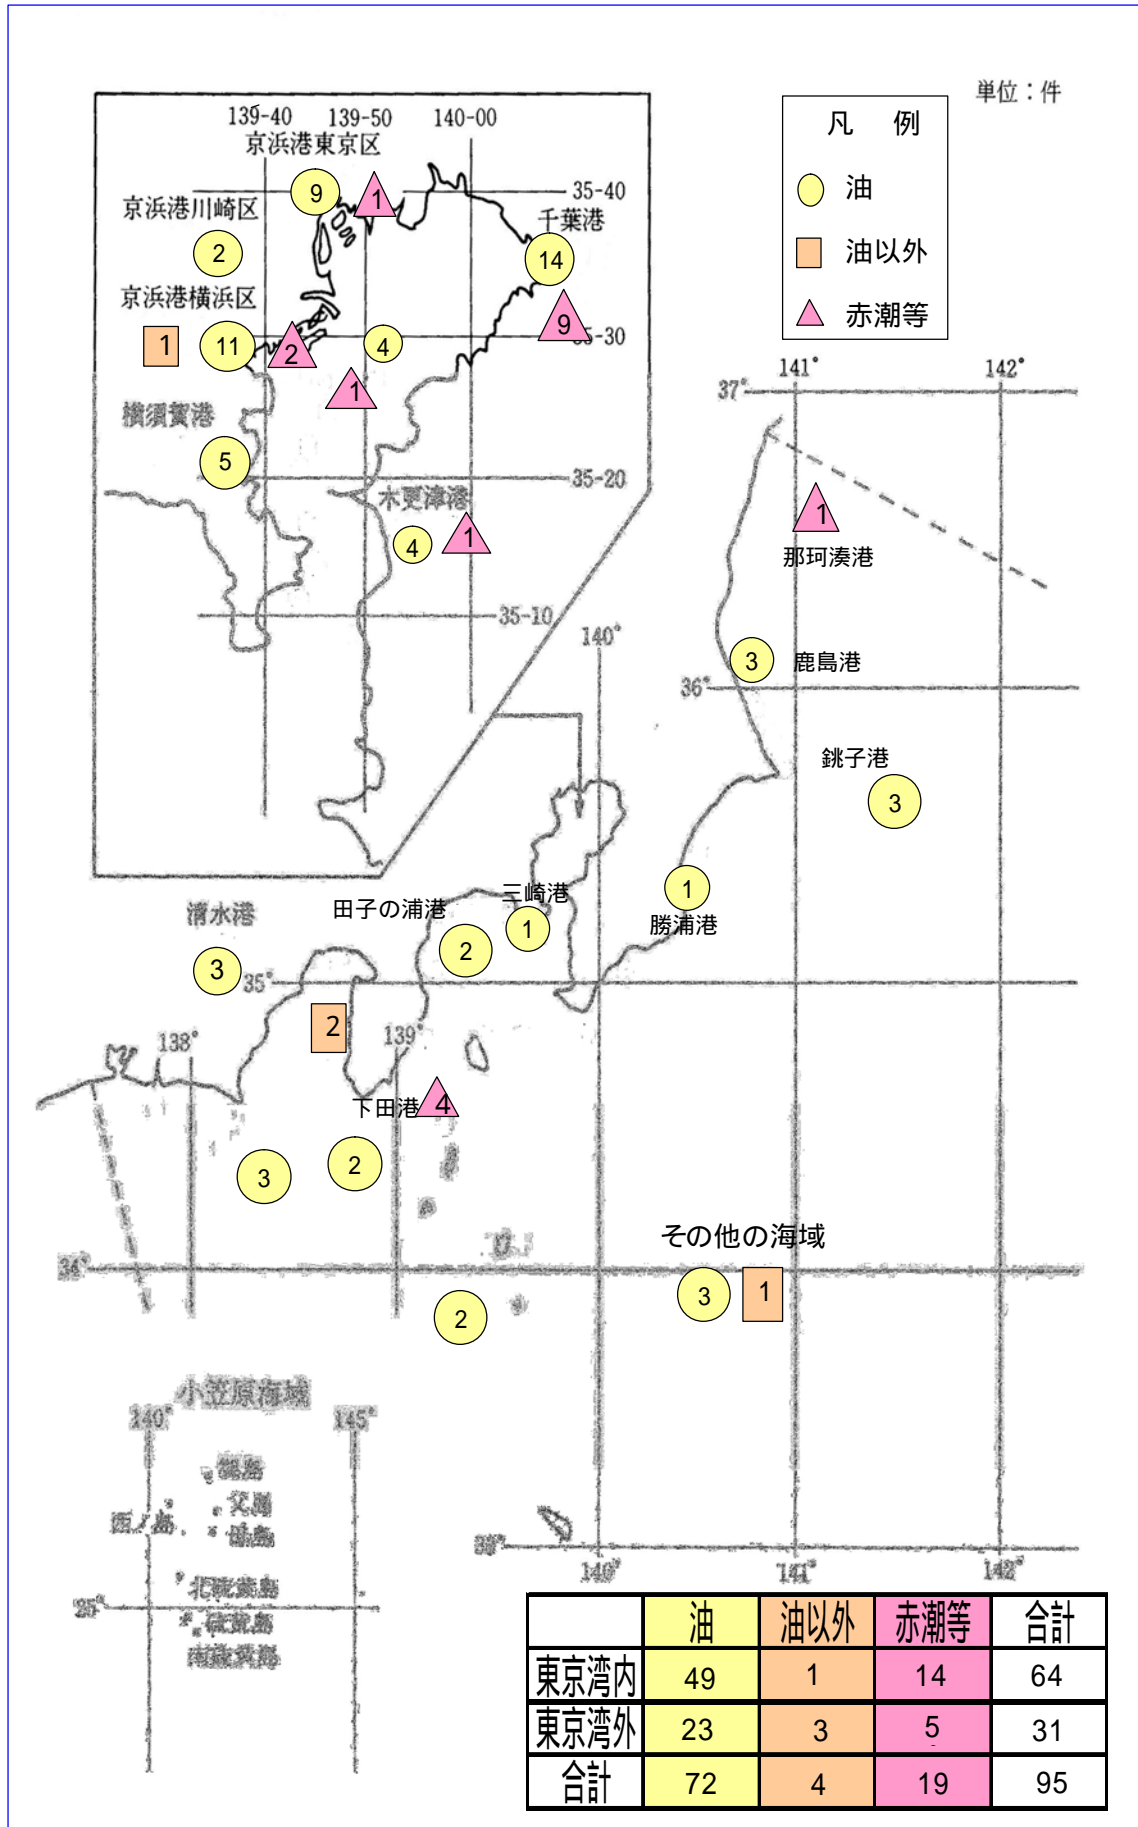 単位：件
凡 例
油
油以外
赤潮等
139-40 139-50 140-00
京浜港東京区
9
1
35-40
京浜港川崎区
千葉港
2
14
京浜港横浜区
9
1
11
2
4
35-30
1
横須賀港
5
35-20
木更津港
4
1
35-10
141° 142°
37°
1
那珂湊港
140°
3
鹿島港
36°
銚子港
3
1
勝浦港
三崎港
1
田子の浦港
2
清水港
3
35°
2
138°
139°
下田港
4
3
2
その他の海域
34°
3
1
2
小笠原海域
140° 145°
父島
西ノ島
140° 141° 142°
油 油以外 赤潮等 合計
東京湾内 49 1 14 64
東京湾外 23 3 5 31
合計 72 4 19 95